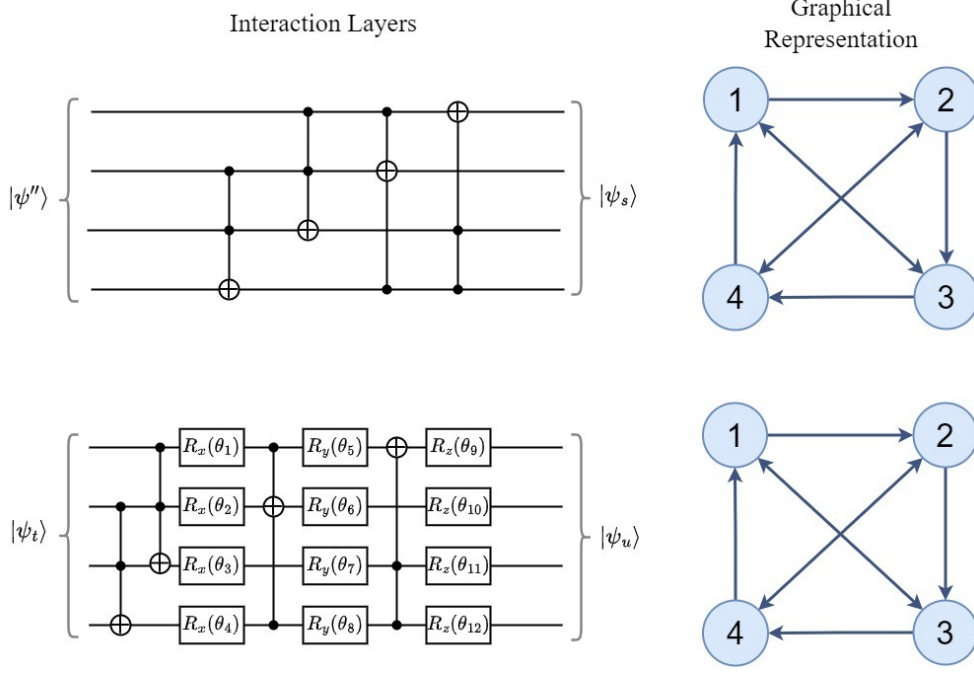 Interaction Layers
Graphical
Representation
|ψ''⟩
|ψ_s⟩
1
2
4
3
|ψ_t⟩
R_x(θ_1) R_y(θ_5) R_z(θ_9)
R_x(θ_2) R_y(θ_6) R_z(θ_10)
R_x(θ_3) R_y(θ_7) R_z(θ_11)
R_x(θ_4) R_y(θ_8) R_z(θ_12)
|ψ_u⟩
1
2
4
3